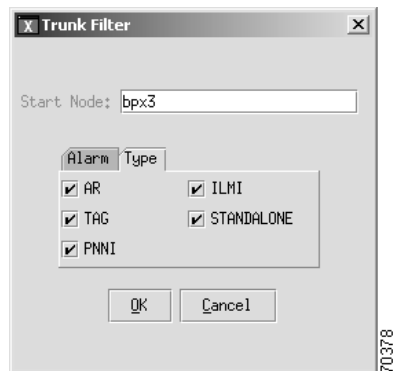 X Trunk Filter X
Start Node: bpx3
Alarm Type
AR ILMI
TAG STANDALONE
PNNI
OK Cancel
70378